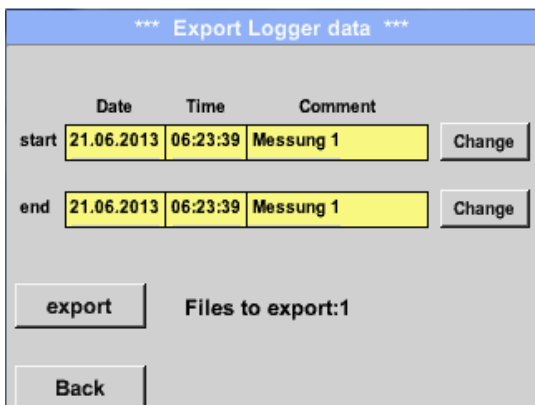 *** Export Logger data ***
Date Time Comment
start 21.06.2013 06:23:39 Messung 1 Change
end 21.06.2013 06:23:39 Messung 1 Change
export Files to export:1
Back